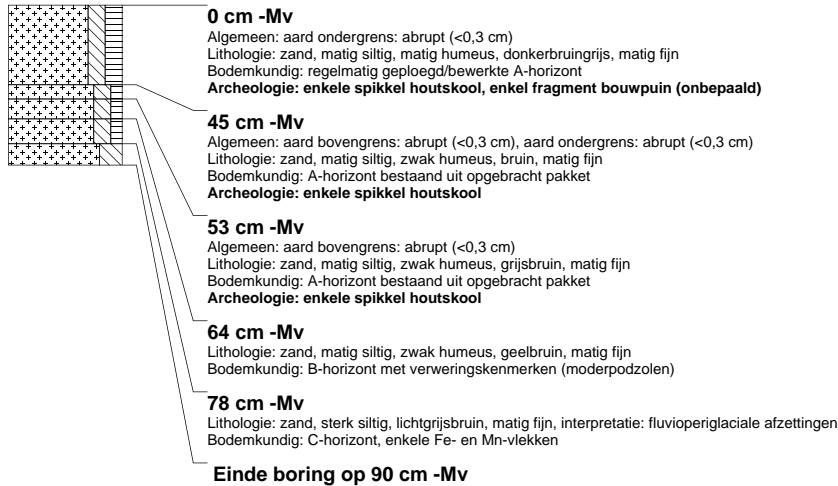 0 cm -Mv
Algemeen: aard ondergrens: abrupt (<0,3 cm)
Lithologie: zand, matig siltig, matig humeus, donkerbruingrijs, matig fijn
Bodemkundig: regelmatig geploegd/bewerkte A-horizont
Archeologie: enkele spikkel houtskool, enkel fragment bouwpuin (onbepaald)
45 cm -Mv
Algemeen: aard bovengrens: abrupt (<0,3 cm), aard ondergrens: abrupt (<0,3 cm)
Lithologie: zand, matig siltig, zwak humeus, bruin, matig fijn
Bodemkundig: A-horizont bestaand uit opgebracht pakket
Archeologie: enkele spikkel houtskool
53 cm -Mv
Algemeen: aard bovengrens: abrupt (<0,3 cm)
Lithologie: zand, matig siltig, zwak humeus, grijsbruin, matig fijn
Bodemkundig: A-horizont bestaand uit opgebracht pakket
Archeologie: enkele spikkel houtskool
64 cm -Mv
Lithologie: zand, matig siltig, zwak humeus, geelbruin, matig fijn
Bodemkundig: B-horizont met verweringskenmerken (moderpodzolen)
78 cm -Mv
Lithologie: zand, sterk siltig, lichtgrijsbruin, matig fijn, interpretatie: fluvioperiglaciale afzettingen
Bodemkundig: C-horizont, enkele Fe- en Mn-vlekken
Einde boring op 90 cm -Mv